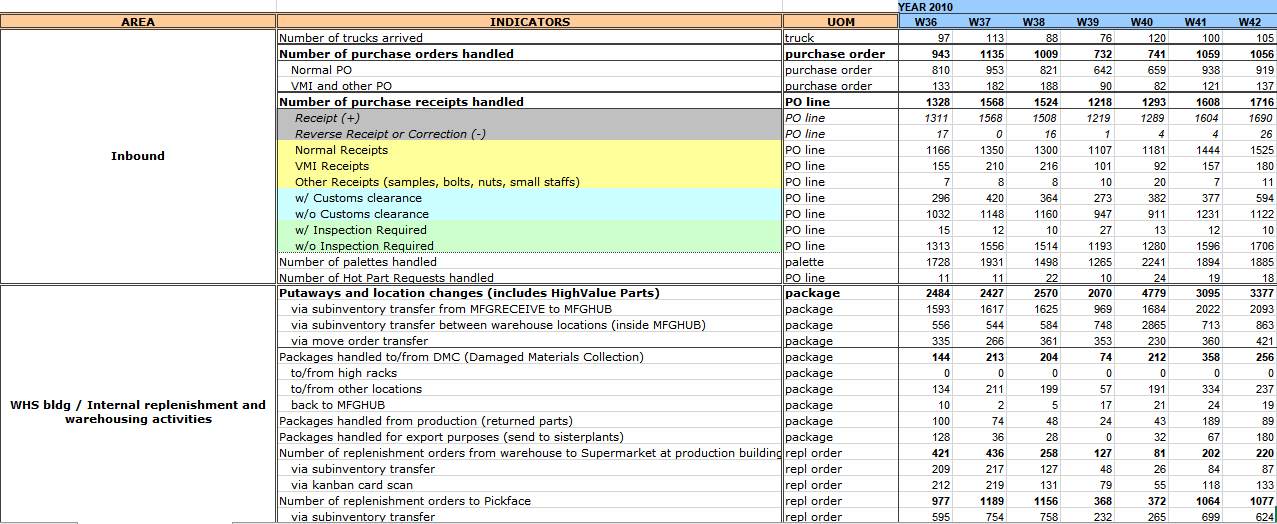 YEAR 2010
AREA INDICATORS UOM W36 W37 W38 W39 W40 W41 W42
Number of trucks arrived truck 97 113 88 76 120 100 105
Number of purchase orders handled purchase order 943 1135 1009 732 741 1059 1056
Normal PO purchase order 810 953 821 642 659 938 919
VMI and other PO purchase order 133 182 188 90 82 121 137
Number of purchase receipts handled PO line 1328 1568 1524 1218 1293 1608 1716
Receipt (+) PO line 1311 1568 1508 1219 1289 1604 1690
Reverse Receipt or Correction (-) PO line 17 0 16 1 4 4 26
Inbound Normal Receipts PO line 1166 1350 1300 1107 1181 1444 1525
VMI Receipts PO line 155 210 216 101 92 157 180
Other Receipts (samples, bolts, nuts, small staffs) PO line 7 8 8 10 20 7 11
w/ Customs clearance PO line 296 420 364 273 382 377 594
w/o Customs clearance PO line 1032 1148 1160 947 911 1231 1122
w/ Inspection Required PO line 15 12 10 27 13 12 10
w/o Inspection Required PO line 1313 1556 1514 1193 1280 1596 1706
Number of palettes handled palette 1728 1931 1498 1265 2241 1894 1885
Number of Hot Part Requests handled PO line 11 11 22 10 24 19 18
Putaways and location changes (includes HighValue Parts) package 2484 2427 2570 2070 4779 3095 3377
via subinventory transfer from MFGRECEIVE to MFGHUB package 1593 1617 1625 969 1684 2022 2093
via subinventory transfer between warehouse locations (inside MFGHUB) package 556 544 584 748 2865 713 863
via move order transfer package 335 266 361 353 230 360 421
Packages handled to/from DMC (Damaged Materials Collection) package 144 213 204 74 212 358 256
to/from high racks package 0 0 0 0 0 0 0
to/from other locations package 134 211 199 57 191 334 237
WHS bldg / Internal replenishment and warehousing activities back to MFGHUB package 10 2 5 17 21 24 19
Packages handled from production (returned parts) package 100 74 48 24 43 189 89
Packages handled for export purposes (send to sisterplants) package 128 36 28 0 32 67 180
Number of replenishment orders from warehouse to Supermarket at production building repl order 421 436 258 127 81 202 220
via subinventory transfer repl order 209 217 127 48 26 84 87
via kanban card scan repl order 212 219 131 79 55 118 133
Number of replenishment orders to Pickface repl order 977 1189 1156 368 372 1064 1077
via subinventory transfer repl order 595 754 758 232 265 699 624